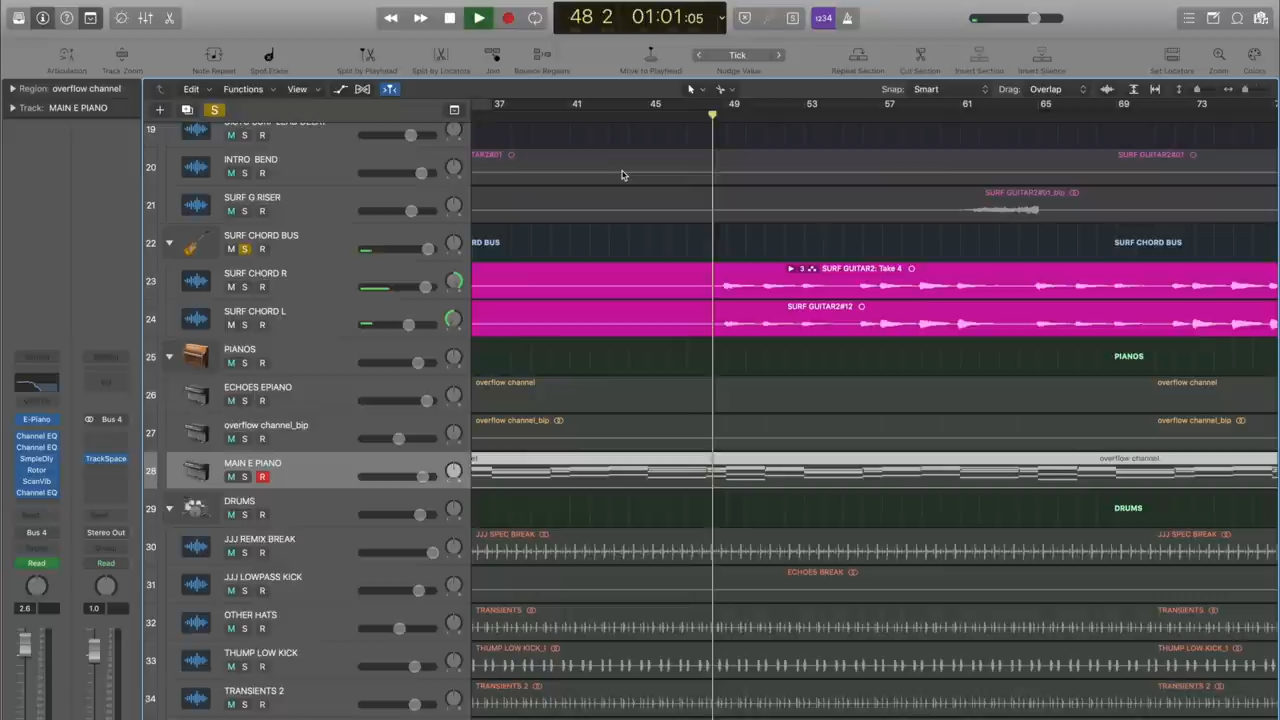 48 2 01:01:05
1234
Articulation
Track Zoom
Note Repeat
Spot Erase
Split by Playhead
Split by Locators
Join
Bounce Regions
Move to Playhead
Tick
Nudge Value
Repeat Section
Cut Section
Insert Section
Insert Silence
Set Locators
Zoom
Colors
Region: overflow channel
Track: MAIN E PIANO
Edit
Functions
View
Snap: Smart
Drag: Overlap
S
37 41 45 49 53 57 61 65 69 73
19
M S R
20 INTRO BEND
M S R
SURF GUITAR2#01
21 SURF G RISER
M S R
SURF GUITAR2#01_bip
22 SURF CHORD BUS
M S R
RD BUS
SURF CHORD BUS
23 SURF CHORD R
M S R
3 SURF GUITAR2: Take 4
24 SURF CHORD L
M S R
SURF GUITAR2#12
25 PIANOS
M S R
PIANOS
26 ECHOES EPIANO
M S R
overflow channel
overflow channel
27 overflow channel_bip
M S R
overflow channel_bip
overflow channel_bip
28 MAIN E PIANO
M S R
overflow channel
29 DRUMS
M S R
DRUMS
30 JJJ REMIX BREAK
M S R
JJJ SPEC BREAK
JJJ SPEC BREAK
31 JJJ LOWPASS KICK
M S R
ECHOES BREAK
32 OTHER HATS
M S R
TRANSIENTS
TRANSIENTS
33 THUMP LOW KICK
M S R
THUMP LOW KICK_1
THUMP LOW KICK_1
34 TRANSIENTS 2
M S R
TRANSIENTS 2
TRANSIENTS 2
E-Piano
Bus 4
Channel EQ
Channel EQ
SmpleDly
Rotor
ScanVib
Channel EQ
TrackSpace
Bus 4
Stereo Out
Read
Read
2.6
1.0